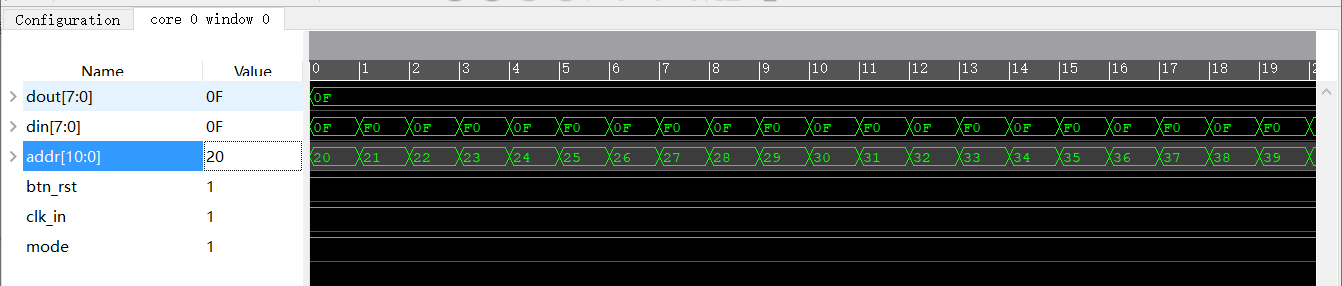 Configuration core 0 window 0
Name Value 0 1 2 3 4 5 6 7 8 9 10 11 12 13 14 15 16 17 18 19
dout[7:0] 0F 0F
din[7:0] 0F 0F F0 0F F0 0F F0 0F F0 0F F0 0F F0 0F F0 0F F0 0F F0 0F F0
addr[10:0] 20 20 21 22 23 24 25 26 27 28 29 30 31 32 33 34 35 36 37 38 39
btn_rst 1
clk_in 1
mode 1